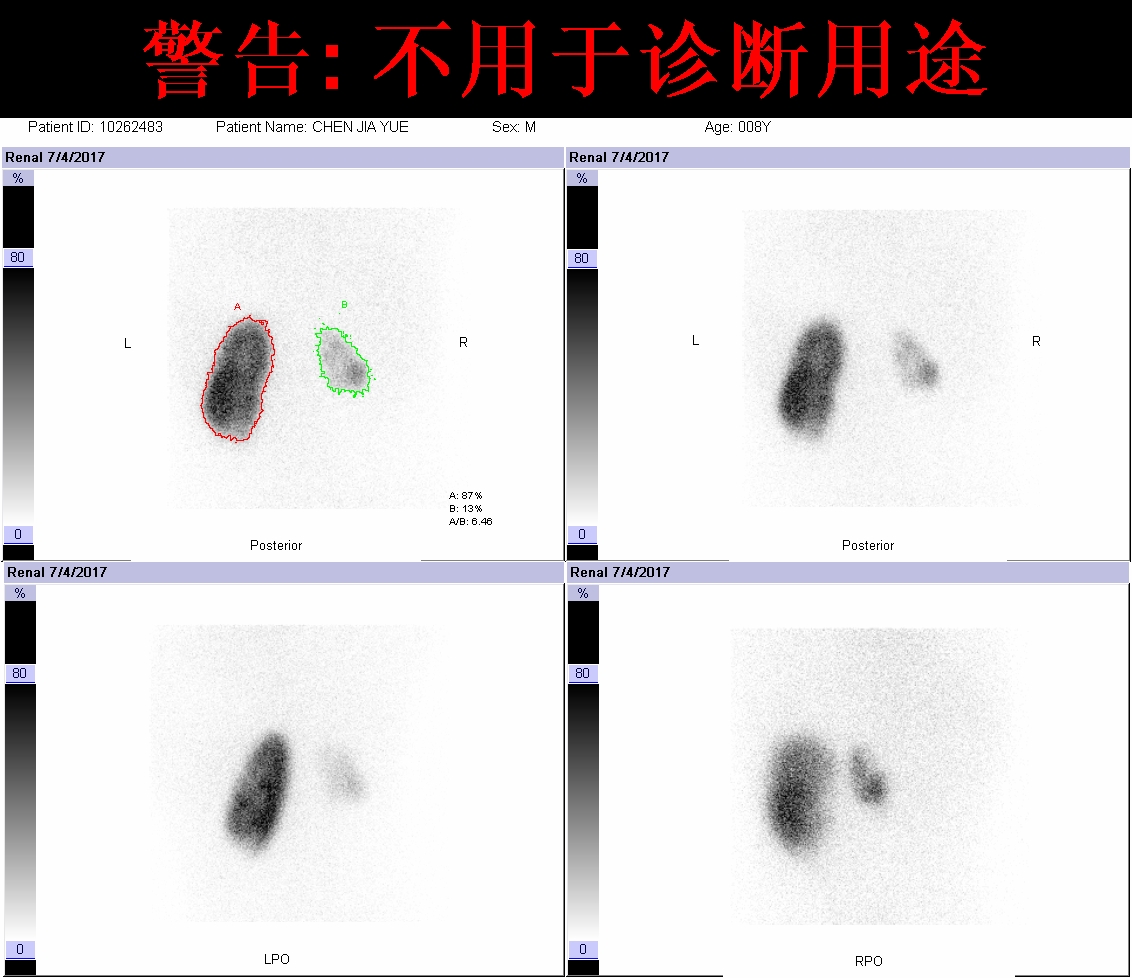 警告: 不用于诊断用途
Patient ID: 10262483 Patient Name: CHEN JIA YUE Sex: M Age: 008Y
Renal 7/4/2017
%
80
0
A
B
L
R
A: 87%
B: 13%
A/B: 6.46
Posterior
Renal 7/4/2017
%
80
0
L
R
Posterior
Renal 7/4/2017
%
80
0
LPO
Renal 7/4/2017
%
80
0
RPO